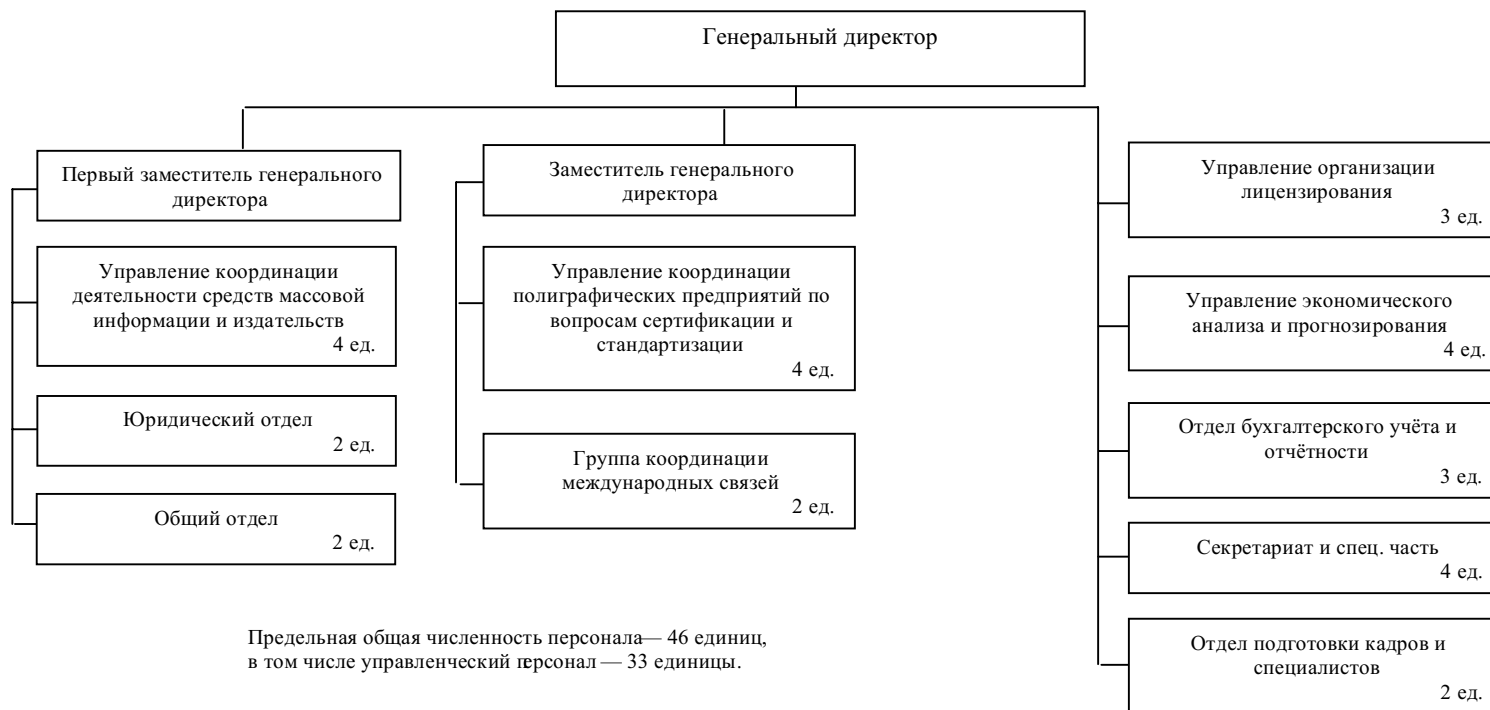 Генеральный директор
Первый заместитель генерального
директора
Управление координации
деятельности средств массовой
информации и издательств
4 ед.
Юридический отдел
2 ед.
Общий отдел
2 ед.
Заместитель генерального
директора
Управление координации
полиграфических предприятий по
вопросам сертификации и
стандартизации
4 ед.
Группа координации
международных связей
2 ед.
Управление организации
лицензирования
3 ед.
Управление экономического
анализа и прогнозирования
4 ед.
Отдел бухгалтерского учёта и
отчётности
3 ед.
Секретариат и спец. часть
4 ед.
Отдел подготовки кадров и
специалистов
2 ед.
Предельная общая численность персонала— 46 единиц,
в том числе управленческий персонал — 33 единицы.